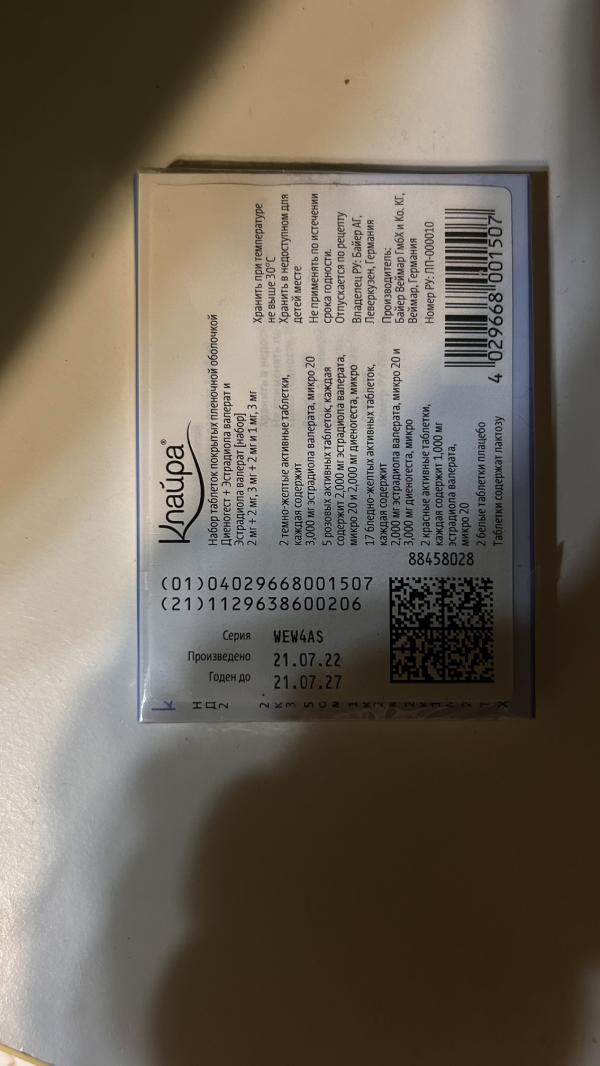 Клайра®
Набор таблеток покрытых пленочной оболочкой
Диеногест + Эстрадиола валерат и
Эстрадиола валерат [набор]
2 мг + 2 мг, 3 мг + 2 мг и 1 мг, 3 мг
2 темно-желтые активные таблетки,
каждая содержит
3,000 мг эстрадиола валерата, микро 20
5 розовых активных таблеток, каждая
содержит 2,000 мг эстрадиола валерата,
микро 20 и 2,000 мг диеногеста, микро
17 бледно-желтых активных таблеток,
каждая содержит
2,000 мг эстрадиола валерата, микро 20 и
3,000 мг диеногеста, микро
2 красные активные таблетки,
каждая содержит 1,000 мг
эстрадиола валерата,
микро 20
2 белые таблетки плацебо
Таблетки содержат лактозу
Хранить при температуре
не выше 30°C
Хранить в недоступном для
детей месте
Не применять по истечении
срока годности.
Отпускается по рецепту
Владелец РУ: Байер АГ,
Леверкузен, Германия
Производитель:
Байер Веймар ГмбХ и Ко. КГ,
Веймар, Германия
Номер РУ: ЛП-000010
4 029668 001507
88458028
(01)04029668001507
(21)1129638600206
Серия WEW4AS
Произведено 21.07.22
Годен до 21.07.27